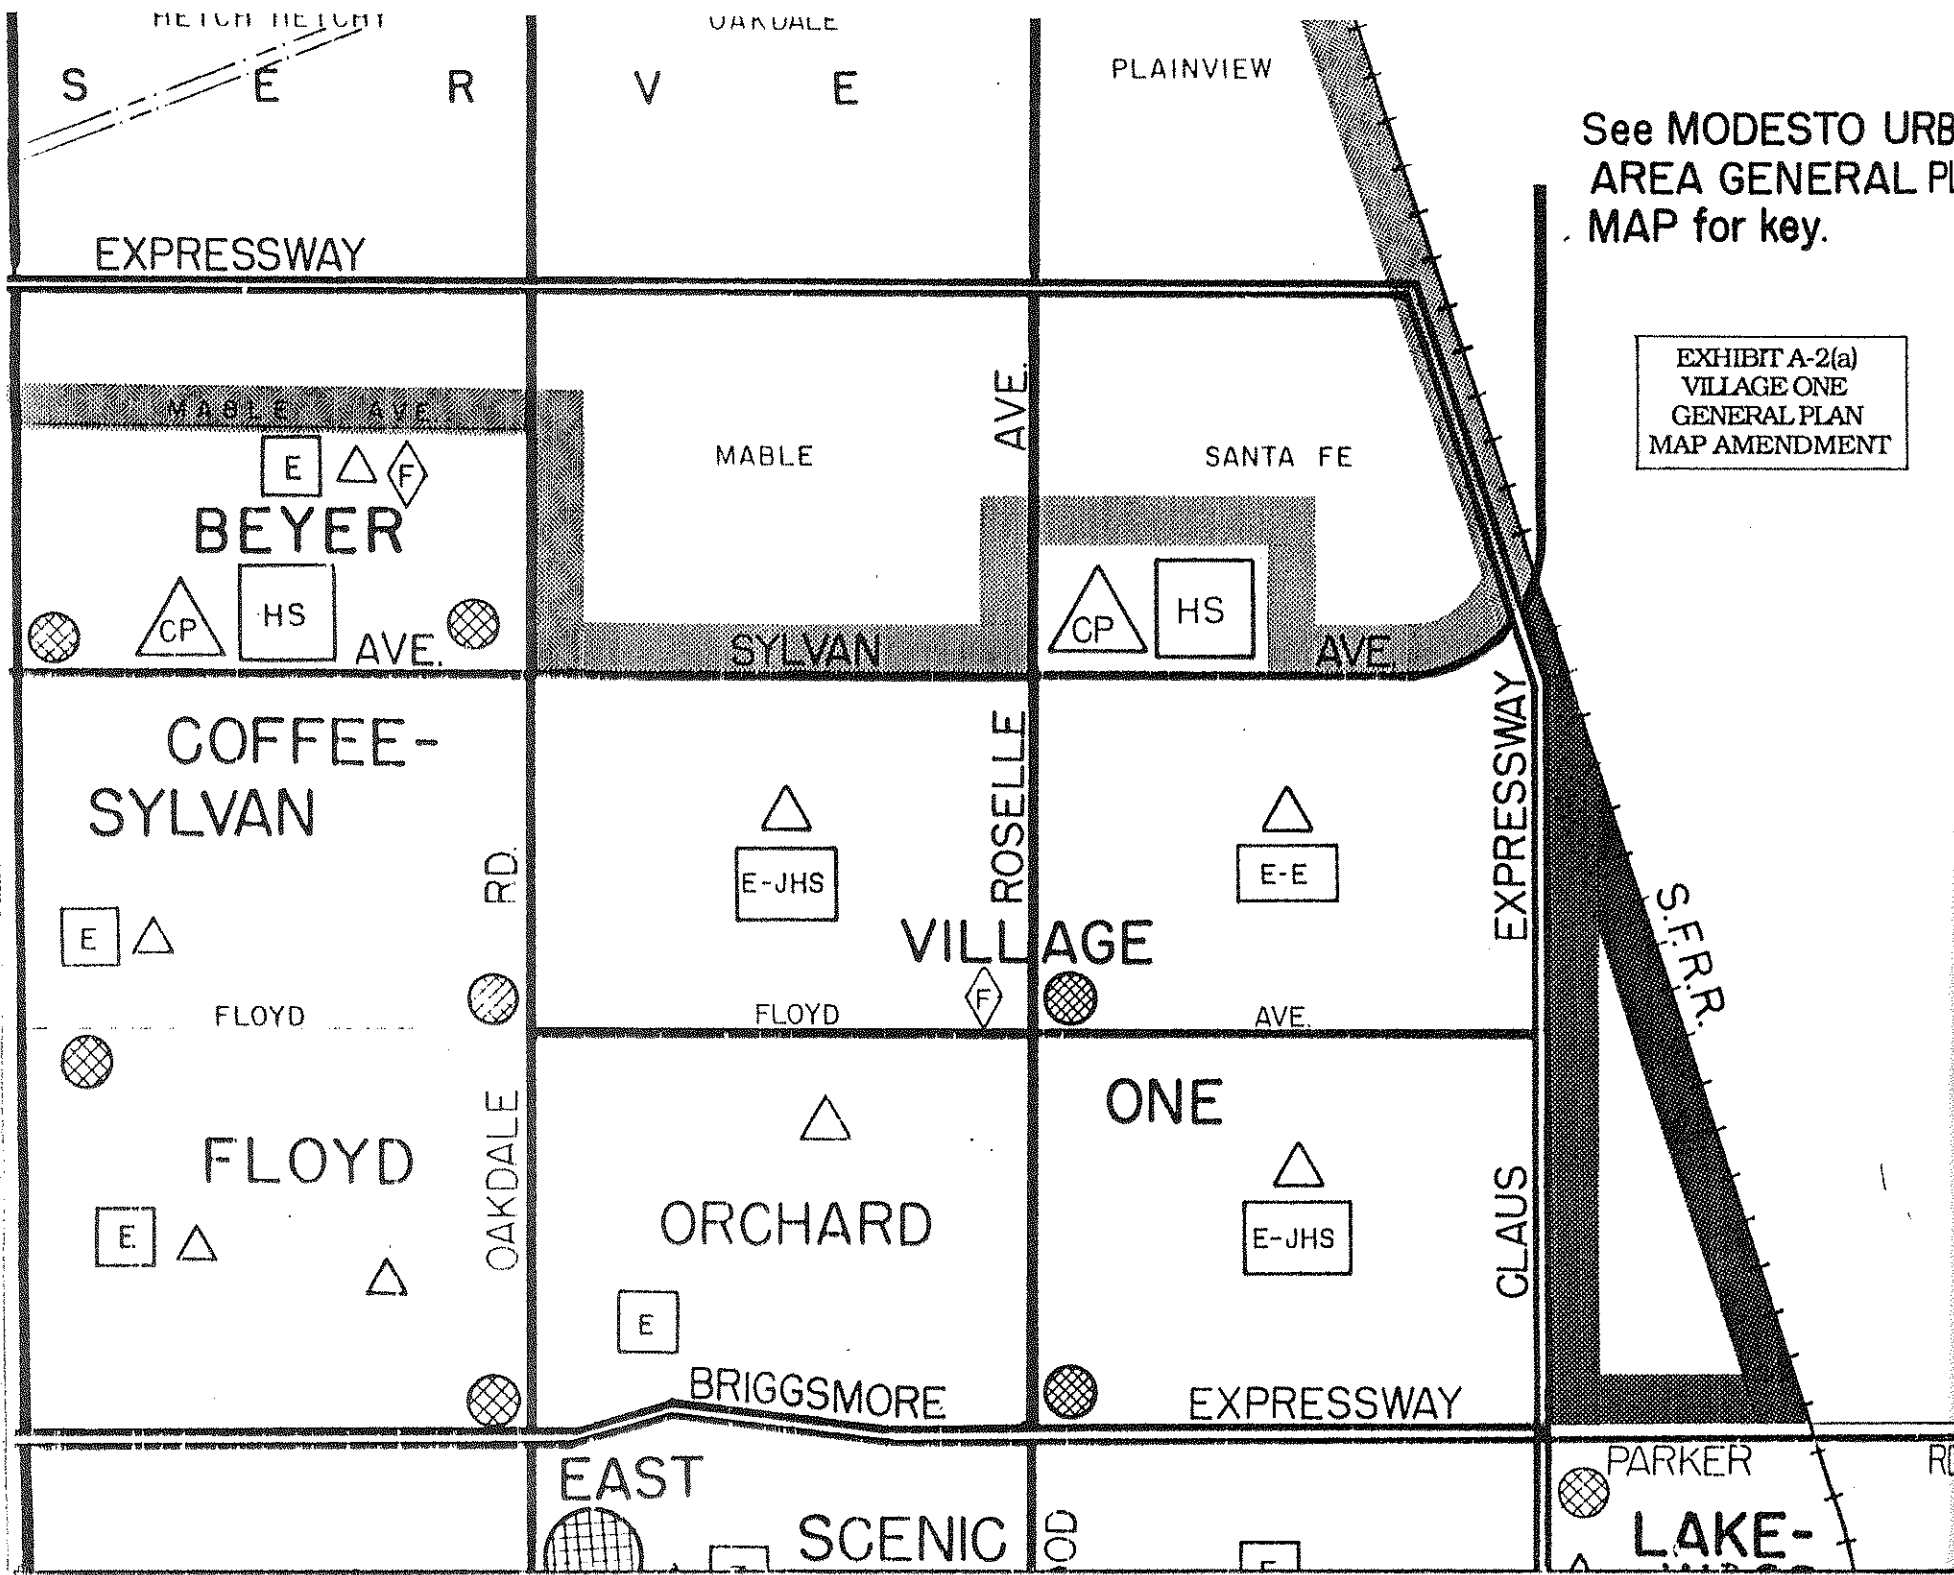 HETCH HETCHY
OAKDALE
PLAINVIEW
S E R V E
See MODESTO URB
AREA GENERAL PL
MAP for key.
EXPRESSWAY
EXHIBIT A-2(a)
VILLAGE ONE
GENERAL PLAN
MAP AMENDMENT
MABLE AVE.
AVE.
MABLE
SANTA FE
E
F
BEYER
CP
HS
AVE.
SYLVAN
CP
HS
AVE.
COFFEE-
SYLVAN
ROSELLE
EXPRESSWAY
RD.
E-JHS
E-E
S.F.R.R.
E
VILLAGE
F
FLOYD
FLOYD
AVE.
ONE
FLOYD
OAKDALE
ORCHARD
CLAUS
E-JHS
E.
E
BRIGGSMORE
EXPRESSWAY
EAST
PARKER
RD
SCENIC
OD
LAKE-
E